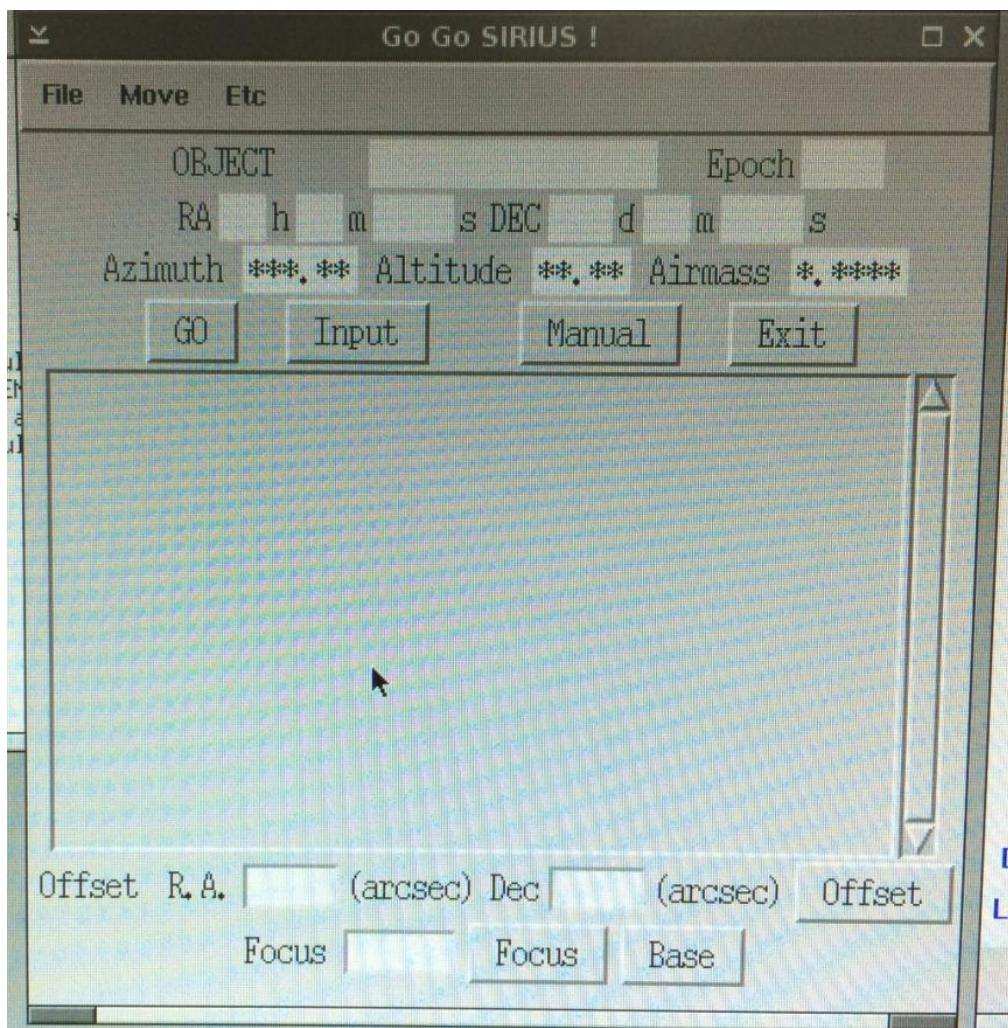 Go Go SIRIUS !
File Move Etc
OBJECT Epoch
RA h m s DEC d m s
Azimuth ***.** Altitude **.** Airmass *.****
GO Input Manual Exit
Offset R.A. (arcsec) Dec (arcsec) Offset
Focus Focus Base